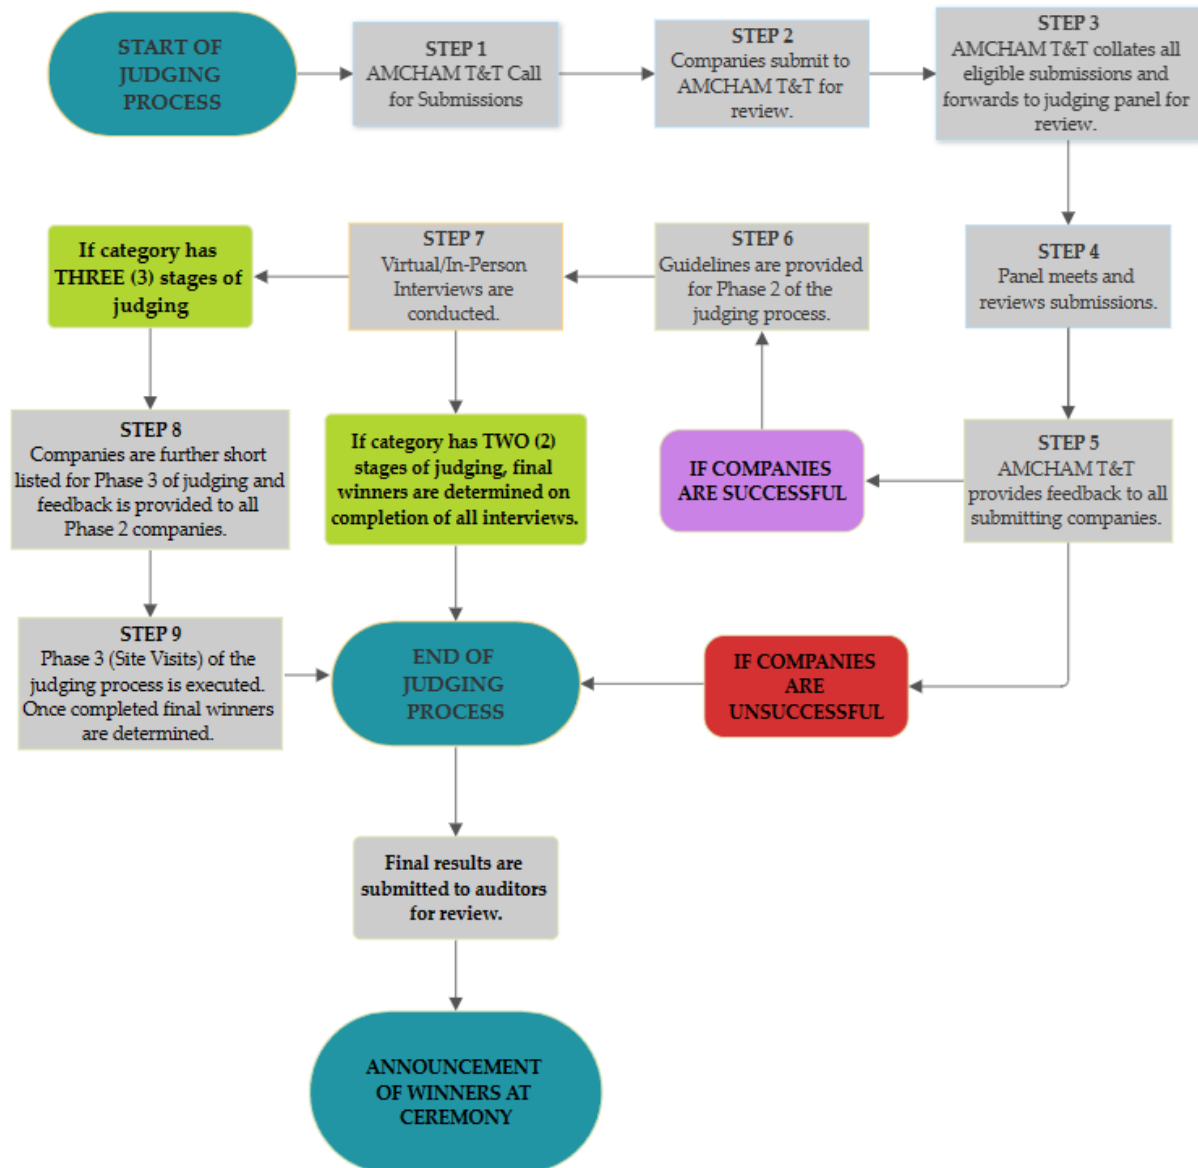 START OF
JUDGING
PROCESS
STEP 1
AMCHAM T&T Call
for Submissions
STEP 2
Companies submit to
AMCHAM T&T for
review.
STEP 3
AMCHAM T&T collates all
eligible submissions and
forwards to judging panel for
review.
STEP 4
Panel meets and
reviews submissions.
STEP 5
AMCHAM T&T
provides feedback to all
submitting companies.
IF COMPANIES
ARE SUCCESSFUL
STEP 6
Guidelines are provided
for Phase 2 of the
judging process.
STEP 7
Virtual/In-Person
Interviews are
conducted.
If category has
THREE (3) stages of
judging
STEP 8
Companies are further short
listed for Phase 3 of judging and
feedback is provided to all
Phase 2 companies.
STEP 9
Phase 3 (Site Visits) of the
judging process is executed.
Once completed final winners
are determined.
If category has TWO (2)
stages of judging, final
winners are determined on
completion of all interviews.
IF COMPANIES
ARE
UNSUCCESSFUL
END OF
JUDGING
PROCESS
Final results are
submitted to auditors
for review.
ANNOUNCEMENT
OF WINNERS AT
CEREMONY